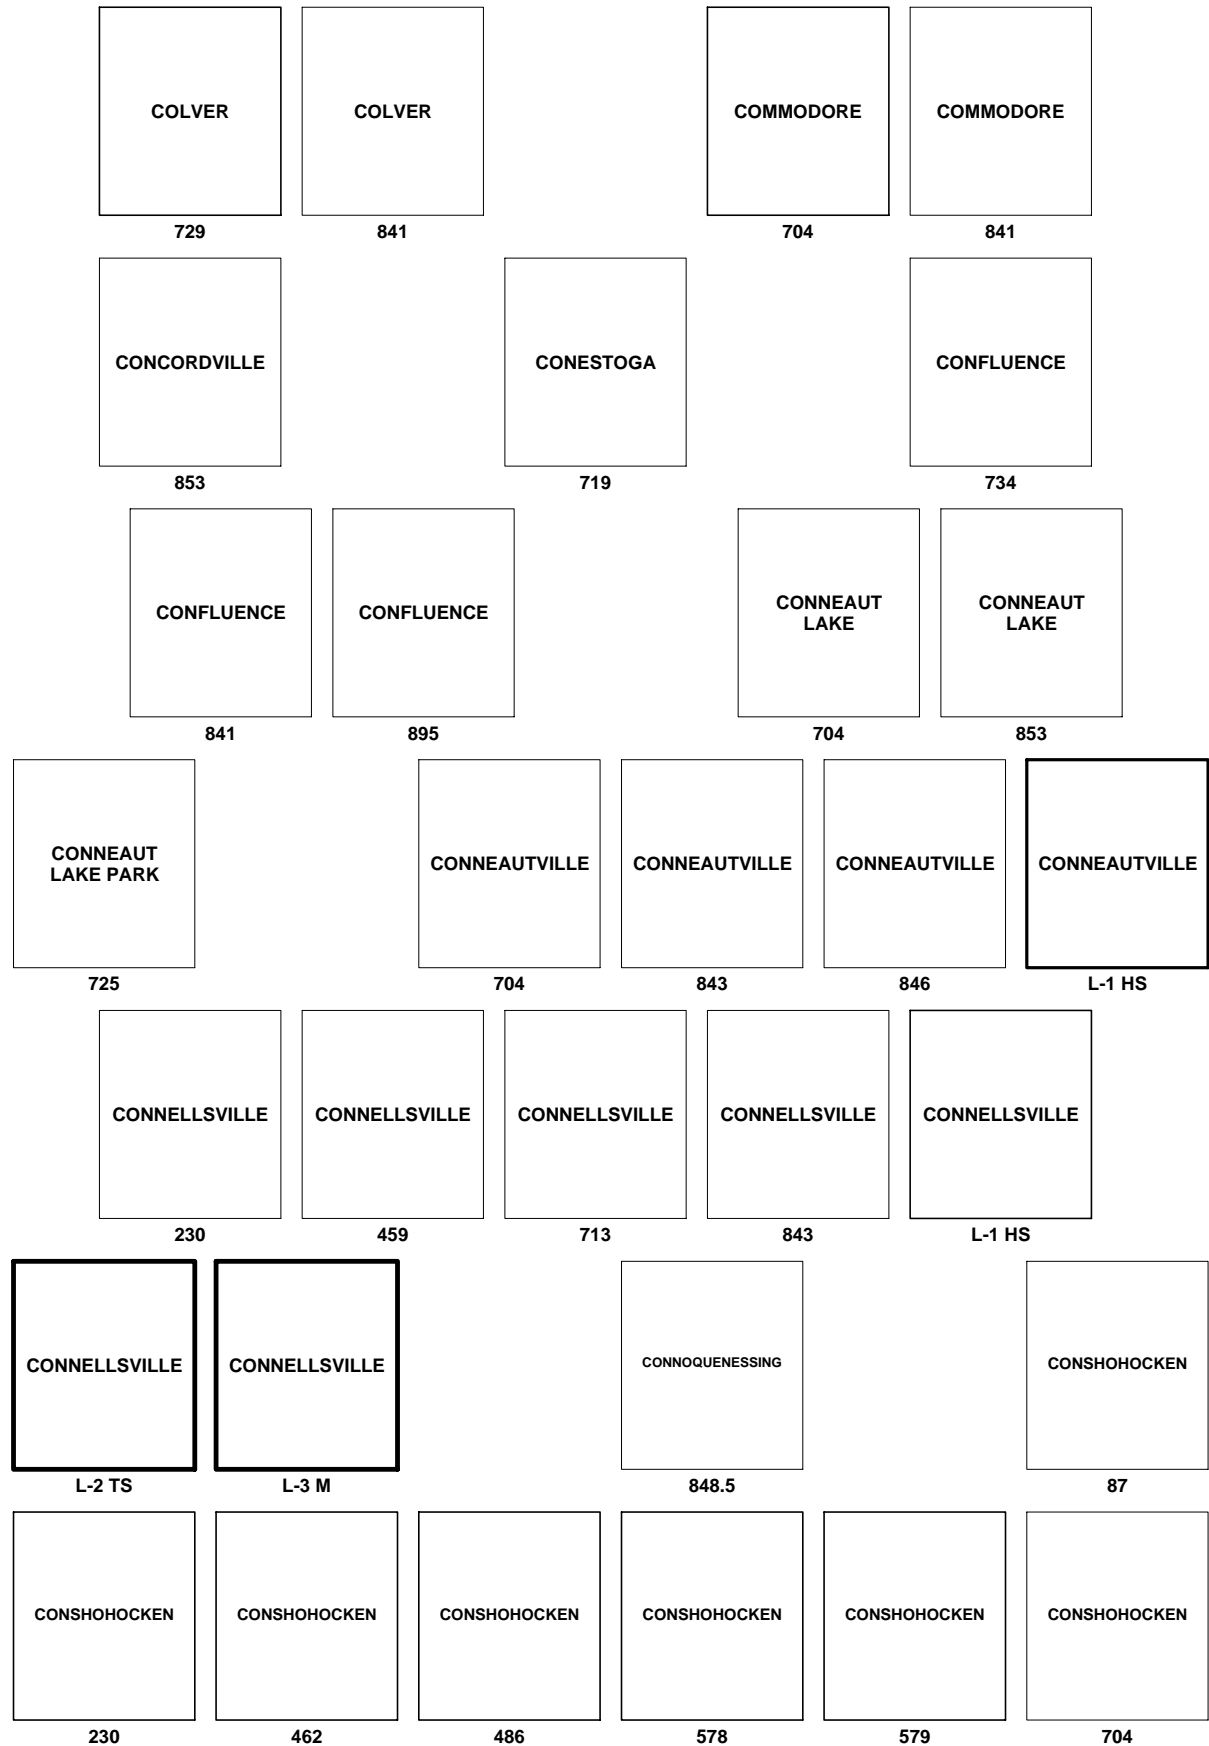 COLVER COLVER COMMODORE COMMODORE
729 841 704 841
CONCORDVILLE CONESTOGA CONFLUENCE
853 719 734
CONFLUENCE CONFLUENCE CONNEAUT LAKE CONNEAUT LAKE
841 895 704 853
CONNEAUT LAKE PARK CONNEAUTVILLE CONNEAUTVILLE CONNEAUTVILLE CONNEAUTVILLE
725 704 843 846 L-1 HS
CONNELLSVILLE CONNELLSVILLE CONNELLSVILLE CONNELLSVILLE CONNELLSVILLE
230 459 713 843 L-1 HS
CONNELLSVILLE CONNELLSVILLE CONNOQUENESSING CONSHOHOCKEN
L-2 TS L-3 M 848.5 87
CONSHOHOCKEN CONSHOHOCKEN CONSHOHOCKEN CONSHOHOCKEN CONSHOHOCKEN CONSHOHOCKEN
230 462 486 578 579 704